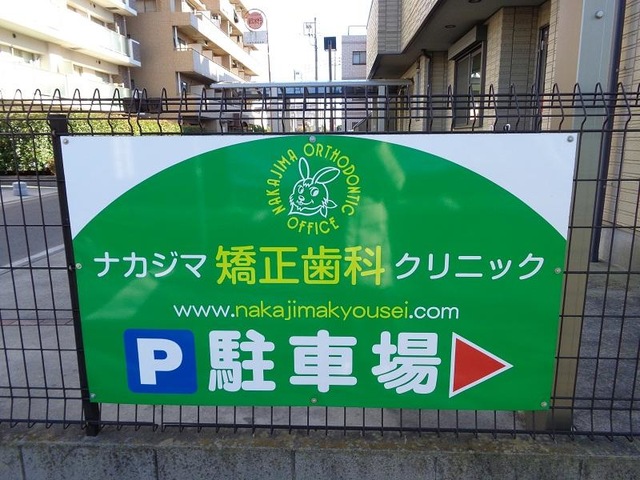 NAKAJIMA ORTHODONTIC
OFFICE
ナカジマ 矯正歯科 クリニック
www.nakajimakyousei.com
P 駐車場